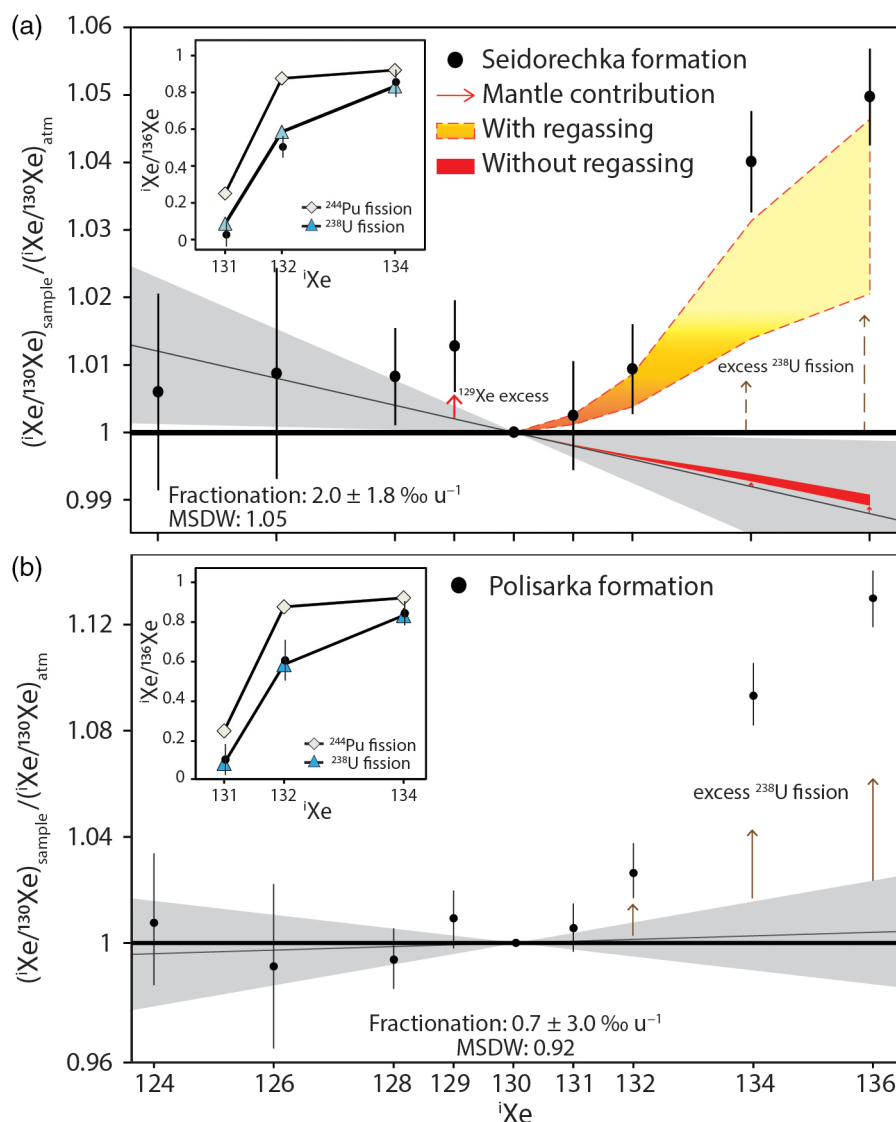 (a)
1.06
1.05
1.04
1.03
1.02
1.01
1
0.99
(ⁱXe/¹³⁰Xe)sample/(ⁱXe/¹³⁰Xe)atm
1
0.8
0.6
0.4
0.2
0
ⁱXe/¹³⁶Xe
²⁴⁴Pu fission
²³⁸U fission
131 132 134
ⁱXe
Seidorechka formation
Mantle contribution
With regassing
Without regassing
¹²⁹Xe excess
excess ²³⁸U fission
Fractionation: 2.0 ± 1.8 ‰ u⁻¹
MSDW: 1.05
(b)
1.12
1.08
1.04
1
0.96
(ⁱXe/¹³⁰Xe)sample/(ⁱXe/¹³⁰Xe)atm
1
0.8
0.6
0.4
0.2
0
ⁱXe/¹³⁶Xe
²⁴⁴Pu fission
²³⁸U fission
131 132 134
ⁱXe
Polisarka formation
excess ²³⁸U fission
Fractionation: 0.7 ± 3.0 ‰ u⁻¹
MSDW: 0.92
124 126 128 129 130 131 132 134 136
ⁱXe